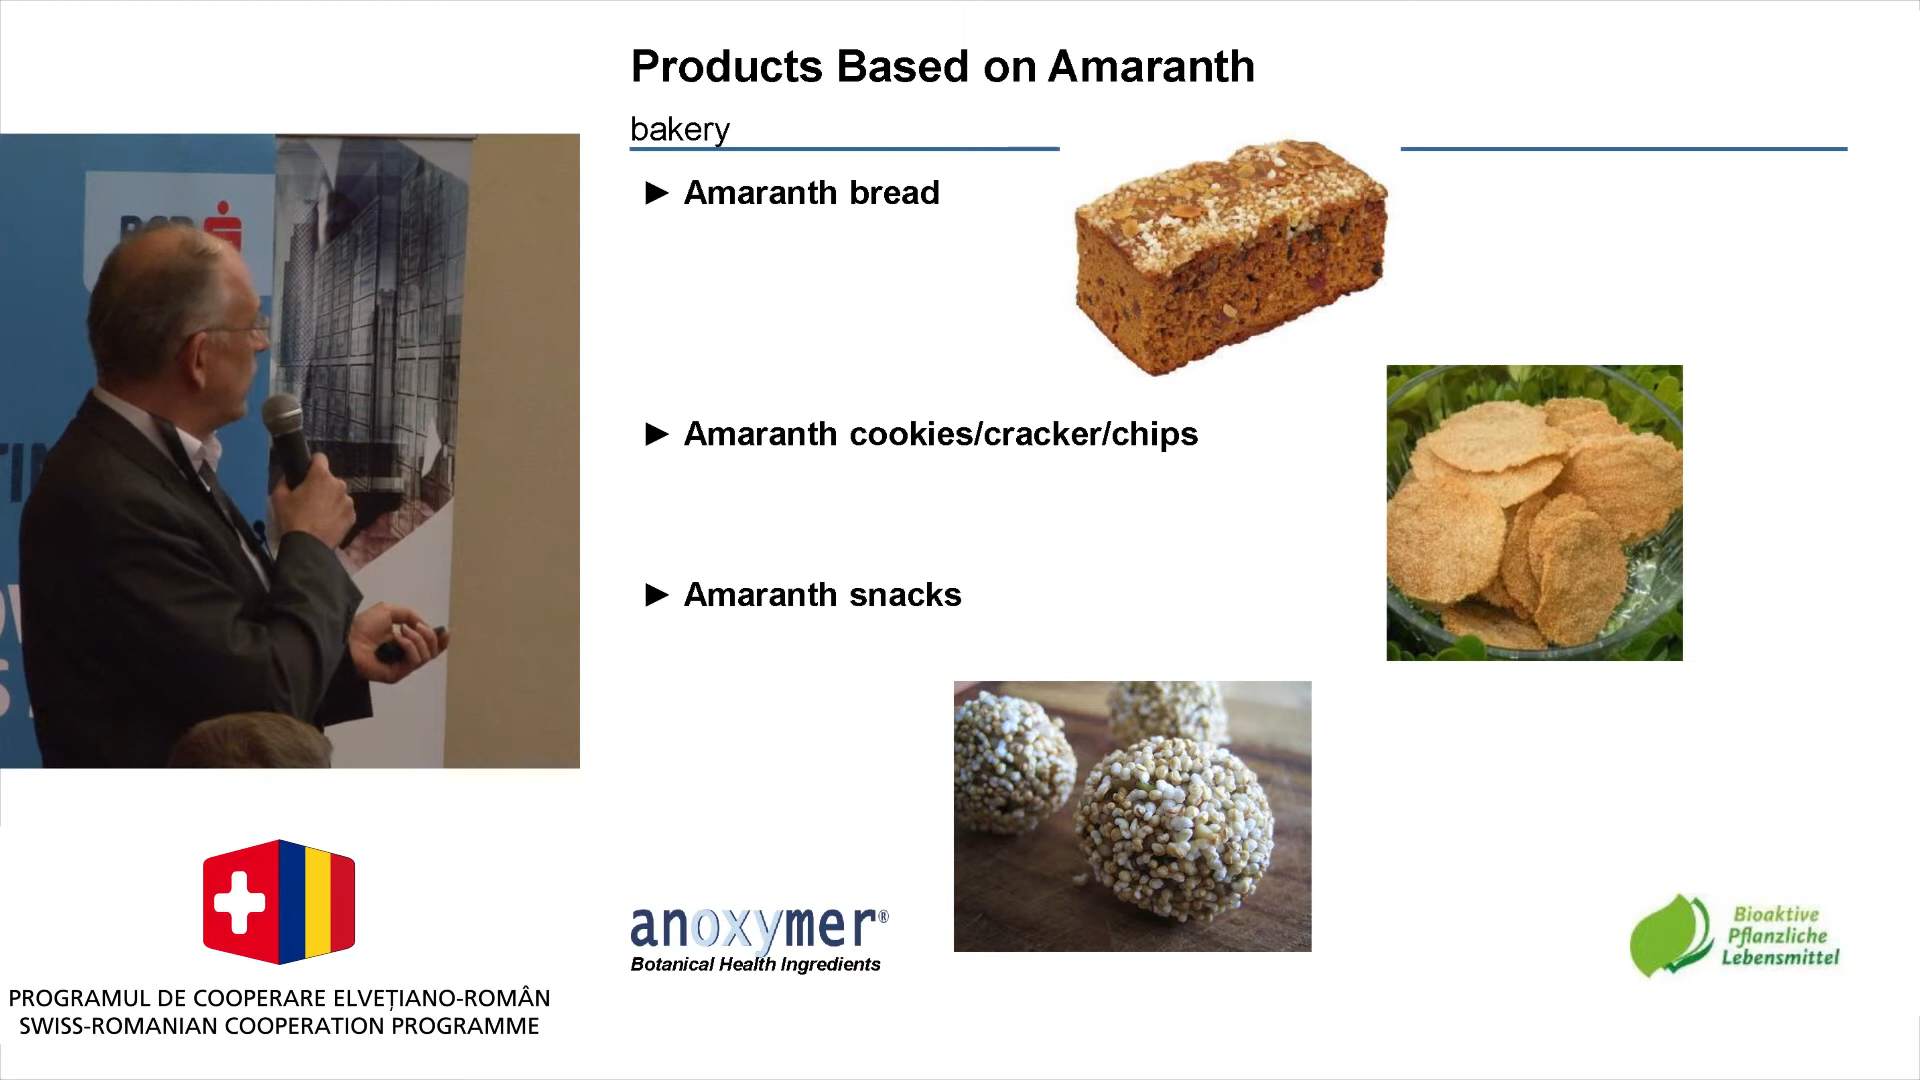 Products Based on Amaranth
bakery
► Amaranth bread
► Amaranth cookies/cracker/chips
► Amaranth snacks
anoxymer®
Botanical Health Ingredients
Bioaktive
Pflanzliche
Lebensmittel
PROGRAMUL DE COOPERARE ELVEȚIANO-ROMÂN
SWISS-ROMANIAN COOPERATION PROGRAMME